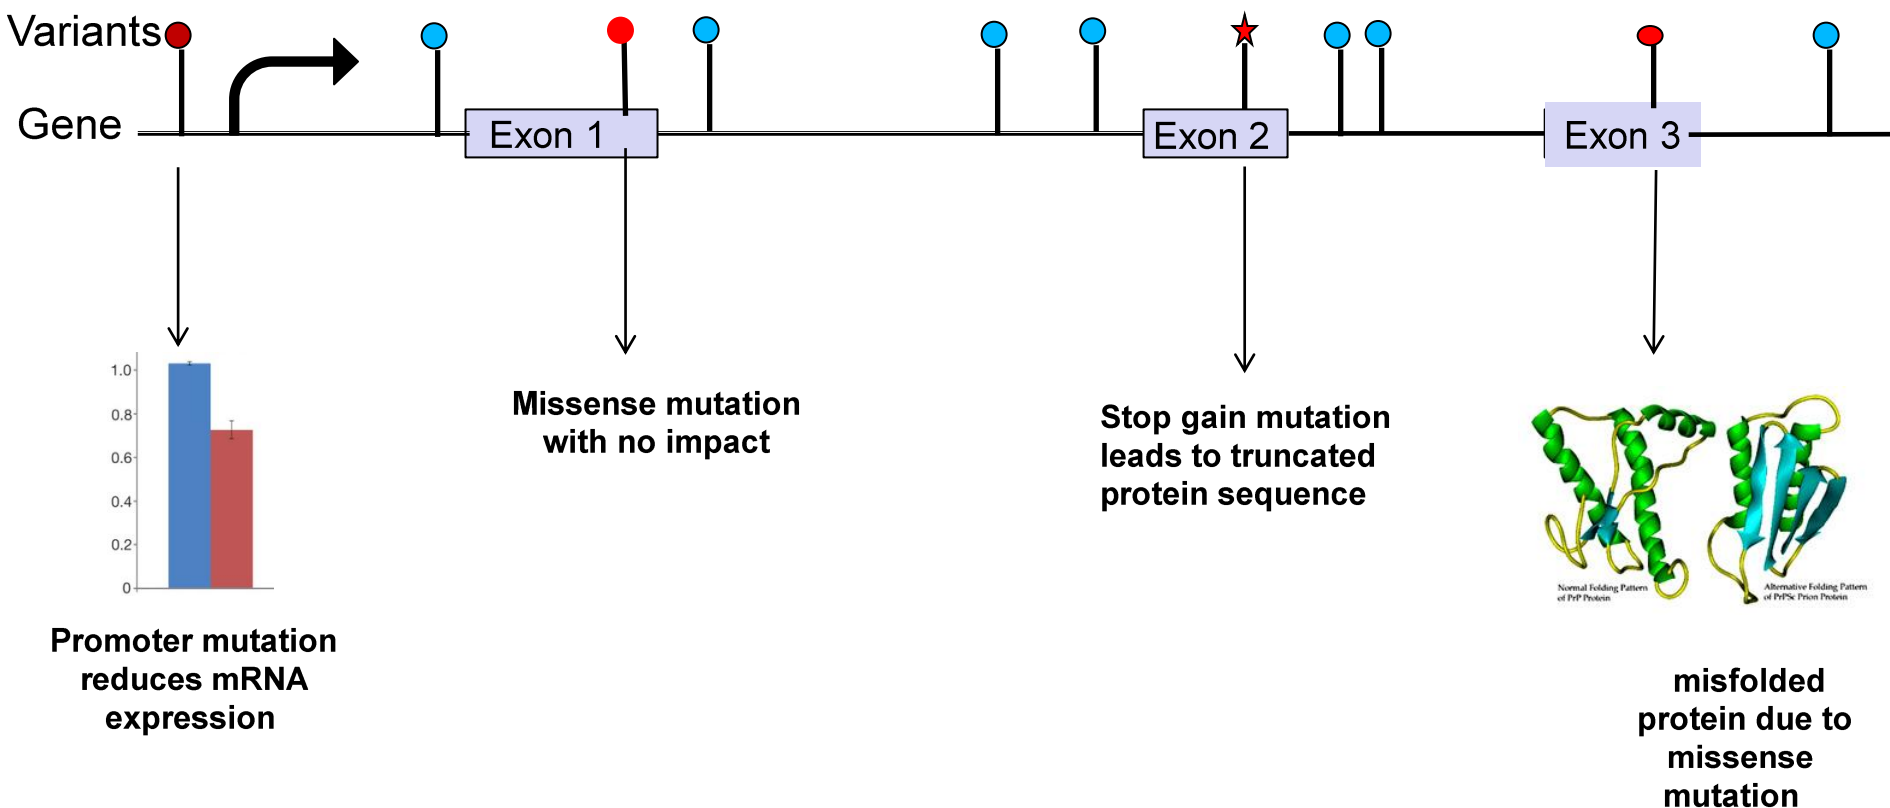 Variants
Gene
Exon 1
Exon 2
Exon 3
1.0
0.8
0.6
0.4
0.2
0
Promoter mutation
reduces mRNA
expression
Missense mutation
with no impact
Stop gain mutation
leads to truncated
protein sequence
Normal Folding Pattern
of PrP Protein
Alternative Folding Pattern
of PrPSc Prion Protein
misfolded
protein due to
missense
mutation